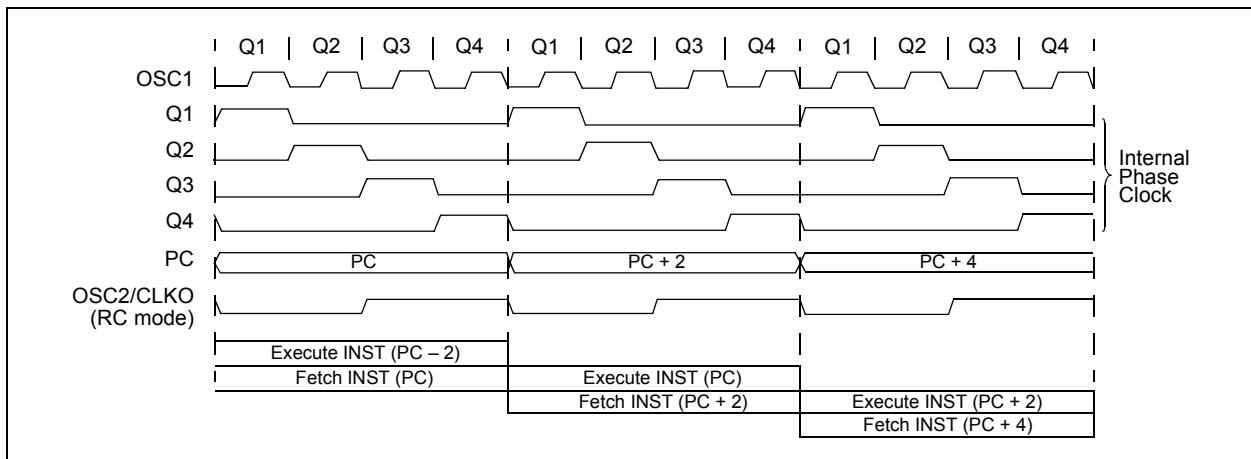 Q1 Q2 Q3 Q4 Q1 Q2 Q3 Q4 Q1 Q2 Q3 Q4
OSC1
Q1
Q2
Q3
Q4
Internal
Phase
Clock
PC PC PC + 2 PC + 4
OSC2/CLKO
(RC mode)
Execute INST (PC – 2)
Fetch INST (PC) Execute INST (PC)
Fetch INST (PC + 2) Execute INST (PC + 2)
Fetch INST (PC + 4)